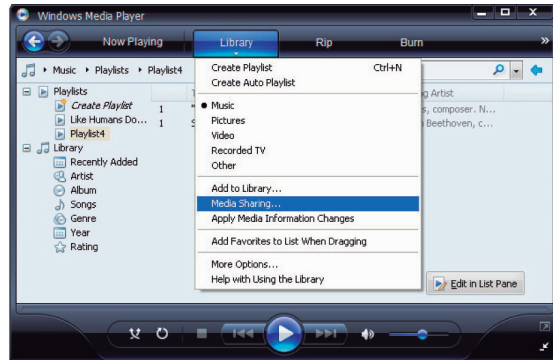 Windows Media Player
Now Playing
Library
Rip
Burn
»
Music ▸ Playlists ▸ Playlist4
Create Playlist Ctrl+N
Create Auto Playlist
Music
Pictures
Video
Recorded TV
Other
Add to Library...
Media Sharing...
Apply Media Information Changes
Add Favorites to List When Dragging
More Options...
Help with Using the Library
Playlists
Create Playlist
Like Humans Do...
Playlist4
Library
Recently Added
Artist
Album
Songs
Genre
Year
Rating
1
1
g Artist
s, composer. N...
Beethoven, c...
Edit in List Pane